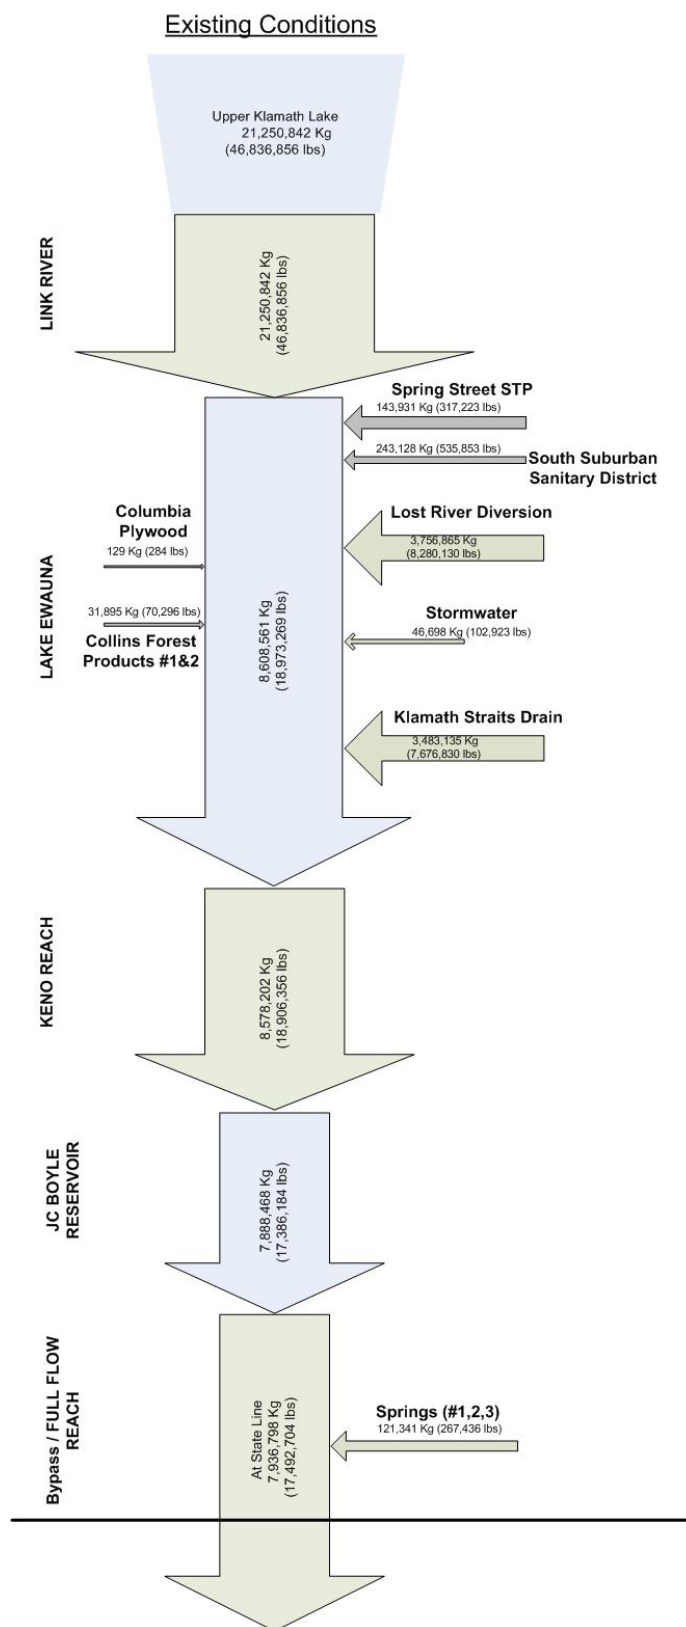 Existing Conditions
Upper Klamath Lake
21,250,842 Kg
(46,836,856 lbs)
LINK RIVER
21,250,842 Kg
(46,836,856 lbs)
Spring Street STP
143,931 Kg (317,223 lbs)
243,128 Kg (535,853 lbs)
South Suburban
Sanitary District
Columbia
Plywood
129 Kg (284 lbs)
Lost River Diversion
3,756,865 Kg
(8,280,130 lbs)
31,895 Kg (70,296 lbs)
Collins Forest
Products #1&2
Stormwater
46,698 Kg (102,923 lbs)
LAKE EWAUNA
8,608,561 Kg
(18,973,269 lbs)
Klamath Straits Drain
3,483,135 Kg
(7,676,830 lbs)
KENO REACH
8,578,202 Kg
(18,906,356 lbs)
JC BOYLE
RESERVOIR
7,888,468 Kg
(17,386,184 lbs)
Bypass / FULL FLOW
REACH
At State Line
7,936,798 Kg
(17,492,704 lbs)
Springs (#1,2,3)
121,341 Kg (267,436 lbs)